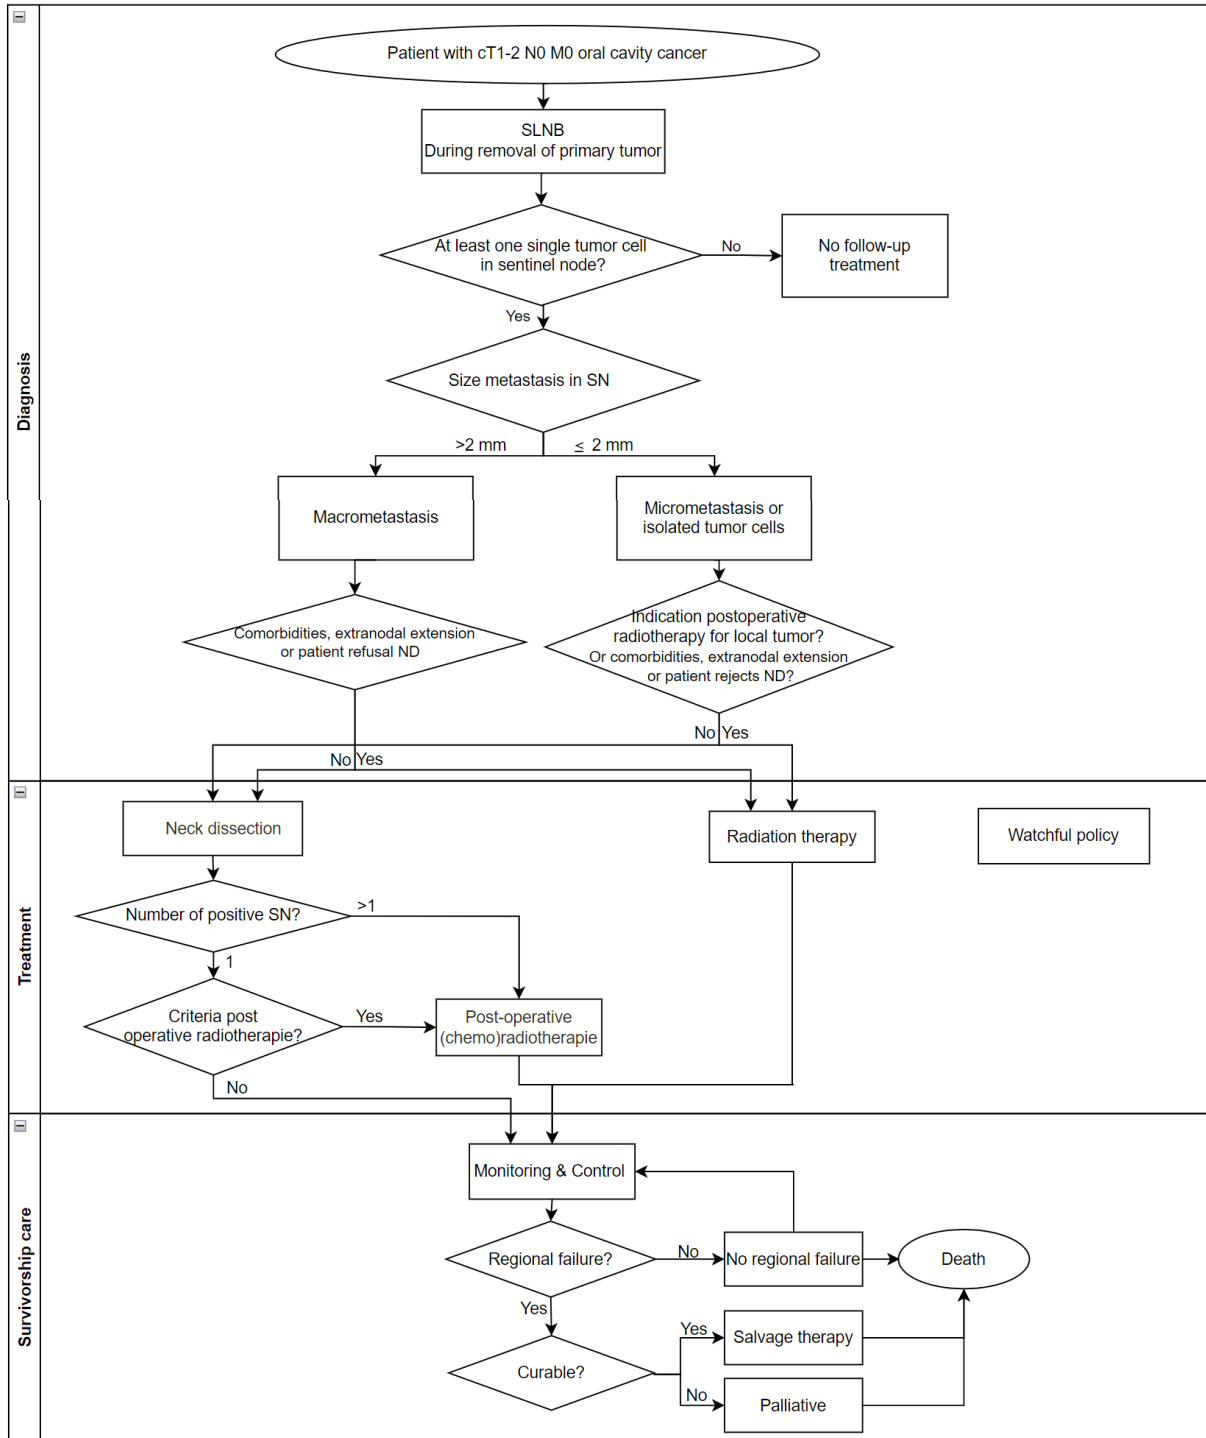 Diagnosis
Patient with cT1-2 N0 M0 oral cavity cancer
SLNB
During removal of primary tumor
At least one single tumor cell
in sentinel node?
No
No follow-up
treatment
Yes
Size metastasis in SN
>2 mm
≤ 2 mm
Macrometastasis
Micrometastasis or
isolated tumor cells
Comorbidities, extranodal extension
or patient refusal ND
Indication postoperative
radiotherapy for local tumor?
Or comorbidities, extranodal extension
or patient rejects ND?
No Yes
No Yes
Treatment
Neck dissection
Radiation therapy
Watchful policy
Number of positive SN?
>1
1
Criteria post
operative radiotherapie?
Yes
Post-operative
(chemo)radiotherapie
No
Survivorship care
Monitoring & Control
Regional failure?
No
No regional failure
Death
Yes
Curable?
Yes
Salvage therapy
No
Palliative